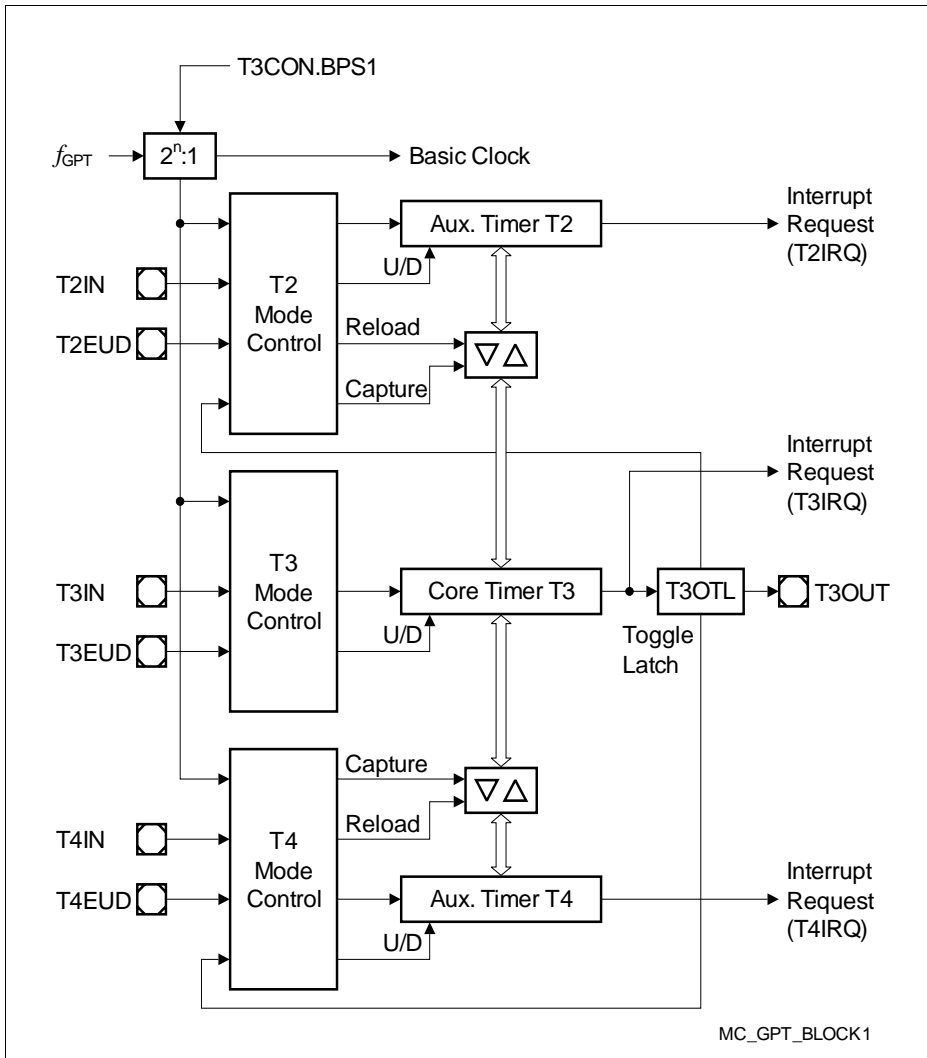 T3CON.BPS1
fGPT
2n:1
Basic Clock
Interrupt
Request
(T2IRQ)
Aux. Timer T2
U/D
T2IN
T2
Mode
Control
T2EUD
Reload
Capture
Interrupt
Request
(T3IRQ)
T3
Mode
Control
T3IN
Core Timer T3
T3OTL
T3OUT
U/D
T3EUD
Toggle
Latch
Capture
Reload
T4IN
T4
Mode
Control
T4EUD
Aux. Timer T4
U/D
Interrupt
Request
(T4IRQ)
MC_GPT_BLOCK1